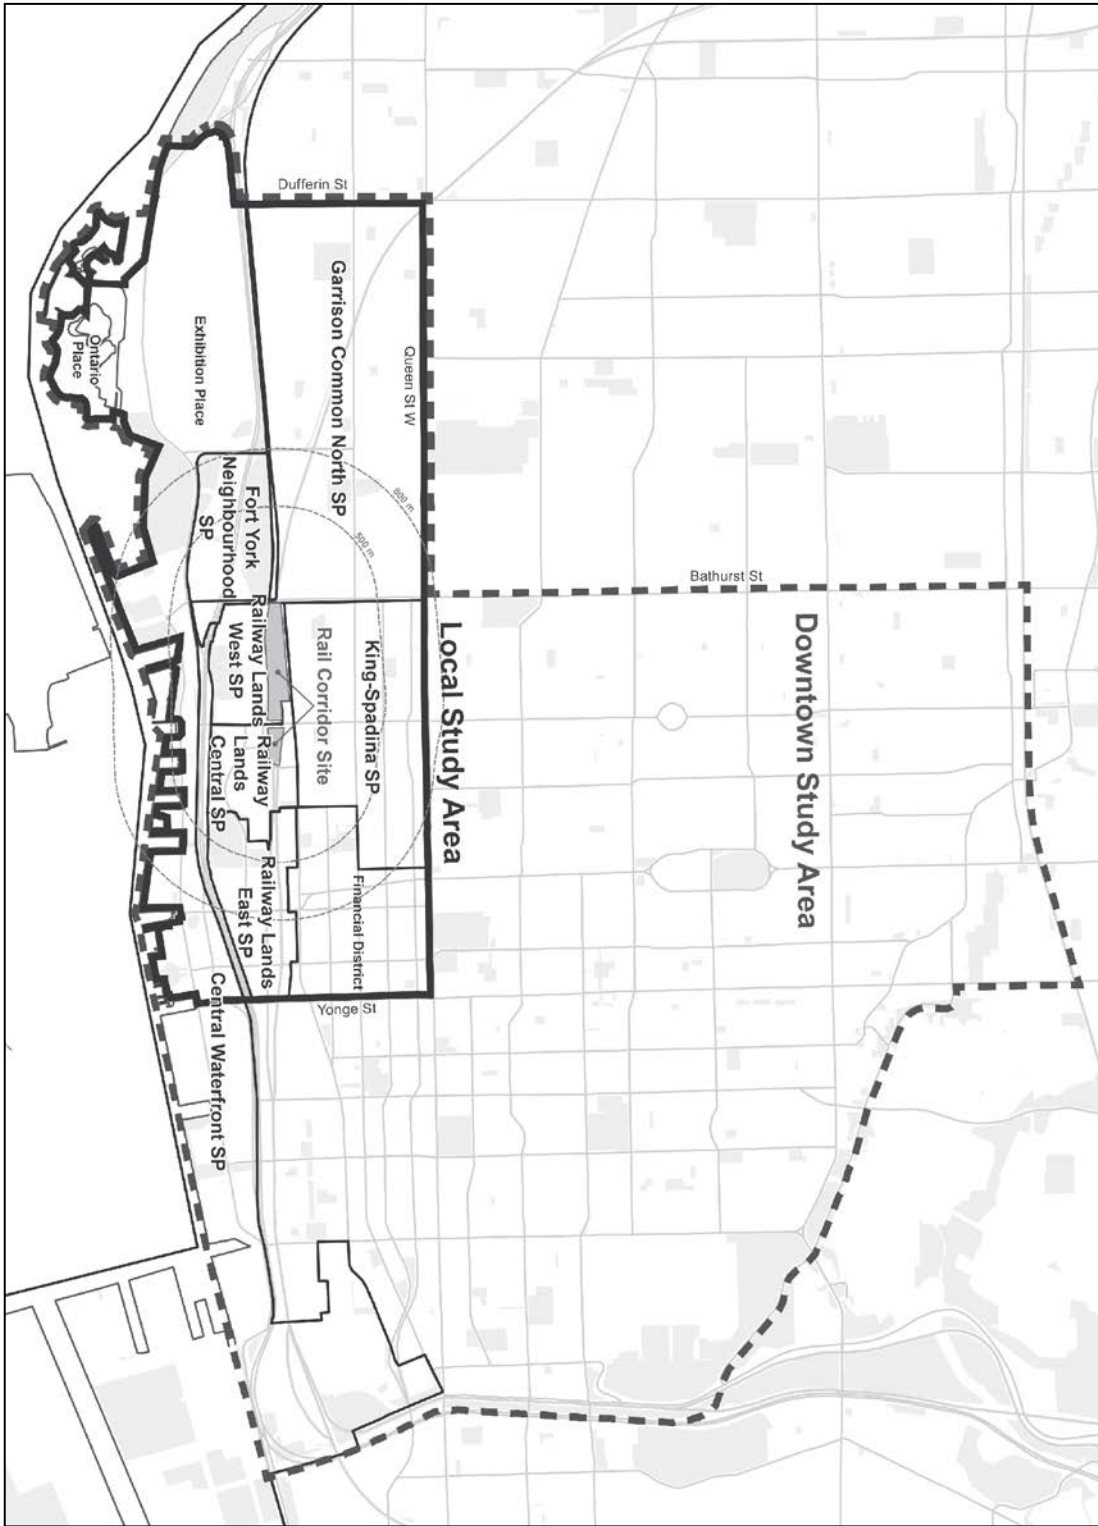 Dufferin St
Garrison Common North SP
Queen St W
Exhibition Place
Ontario
Place
Fort York
Neighbourhood
SP
800 m
500 m
Bathurst St
Downtown Study Area
Local Study Area
King-Spadina SP
Rail Corridor Site
Railway Lands
West SP
Railway
Lands
Central SP
Railway Lands
East SP
Financial District
Yonge St
Central Waterfront SP